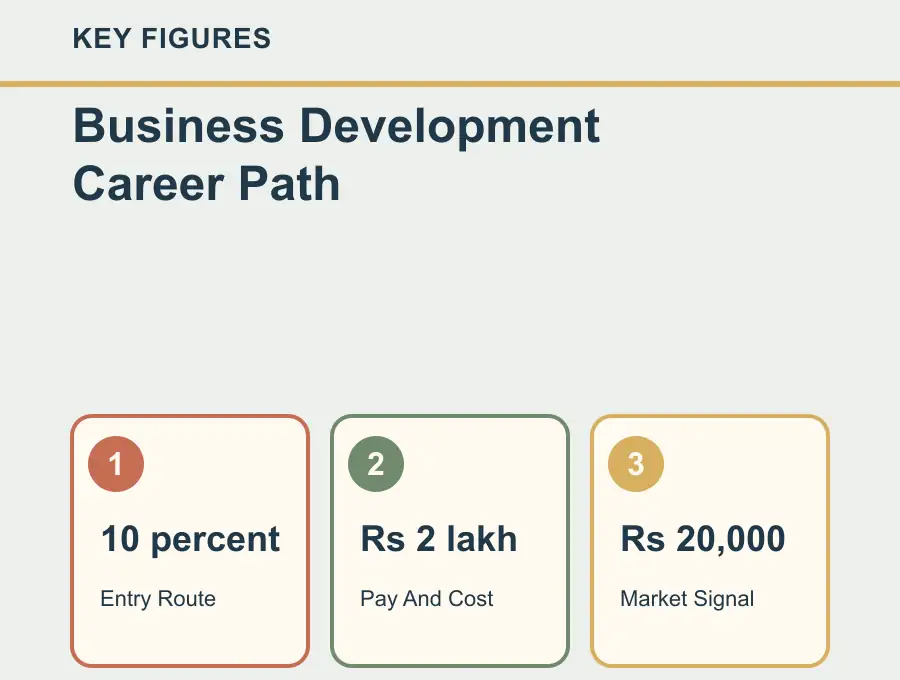 KEY FIGURES
Business Development
Career Path
1
10 percent
Entry Route
2
Rs 2 lakh
Pay And Cost
3
Rs 20,000
Market Signal